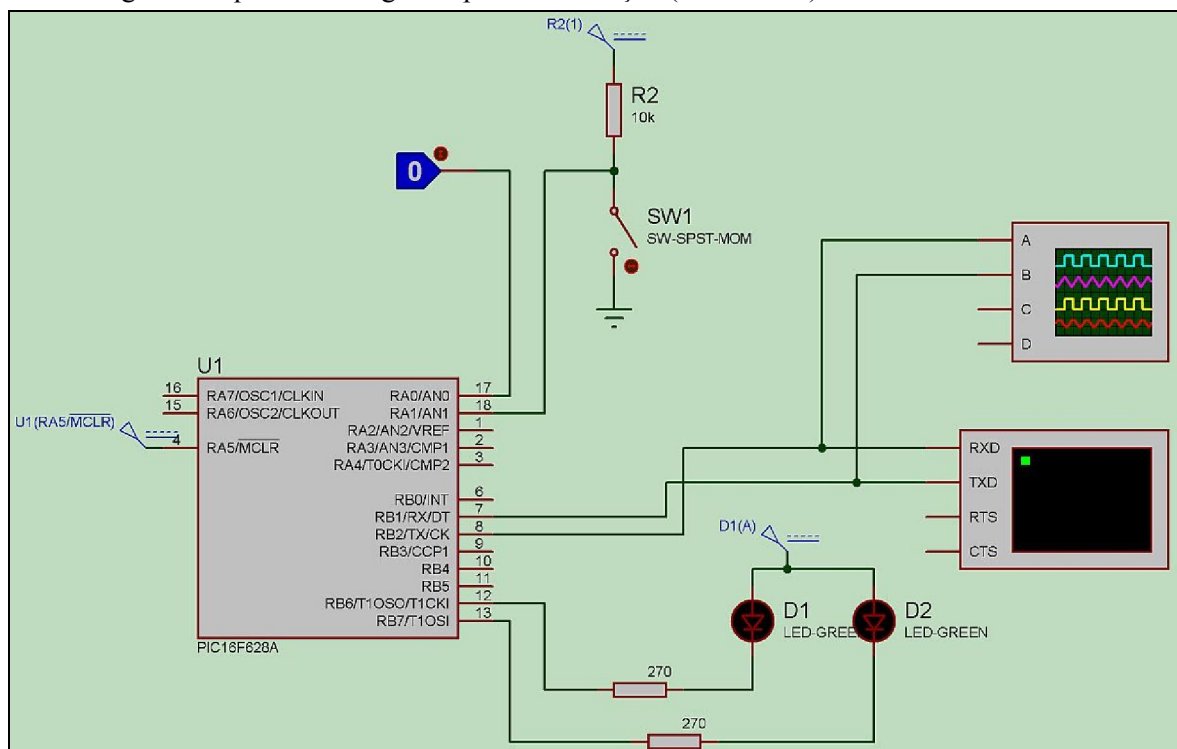 R2(1)
R2
10k
0
SW1
SW-SPST-MOM
A
B
C
D
U1
16 RA7/OSC1/CLKIN
15 RA6/OSC2/CLKOUT
U1(RA5/MCLR)
4 RA5/MCLR
RA0/AN0 17
RA1/AN1 18
RA2/AN2/VREF 1
RA3/AN3/CMP1 2
RA4/T0CKI/CMP2 3
RB0/INT 6
RB1/RX/DT 7
RB2/TX/CK 8
RB3/CCP1 9
RB4 10
RB5 11
RB6/T1OSO/T1CKI 12
RB7/T1OSI 13
PIC16F628A
RXD
TXD
RTS
CTS
D1(A)
D1
LED-GREE
D2
LED-GREEN
270
270